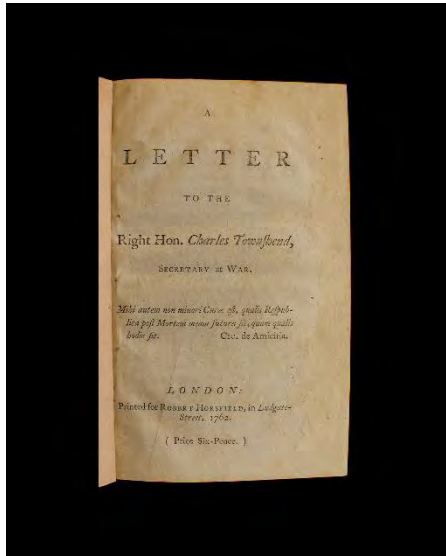 A
LETTER
TO THE
Right Hon. Charles Townſhend,
SECRETARY at WAR.
Mihi autem non minori Curæ eſt, qualis Reſpub-
lica poſt Mortem meam futura ſit, quam qualis
hodie ſit. CIC. de Amicitia.
LONDON:
Printed for ROBERT HORSFIELD, in Ludgate-
Street. 1762.
( Price Six-Pence. )